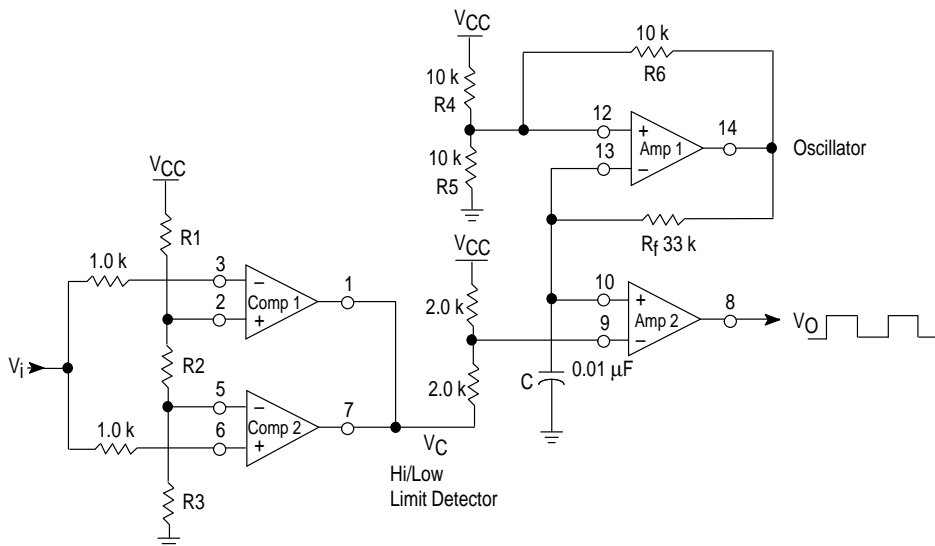 VCC
10 k
R4
10 k
R5
10 k
R6
12
13
+
−
Amp 1
14
Oscillator
Rf 33 k
VCC
R1
R2
R3
1.0 k
1.0 k
Vi
3
2
−
+
Comp 1
1
5
6
−
+
Comp 2
7
VC
Hi/Low
Limit Detector
VCC
2.0 k
2.0 k
10
9
+
−
Amp 2
8
VO
C
0.01 µF